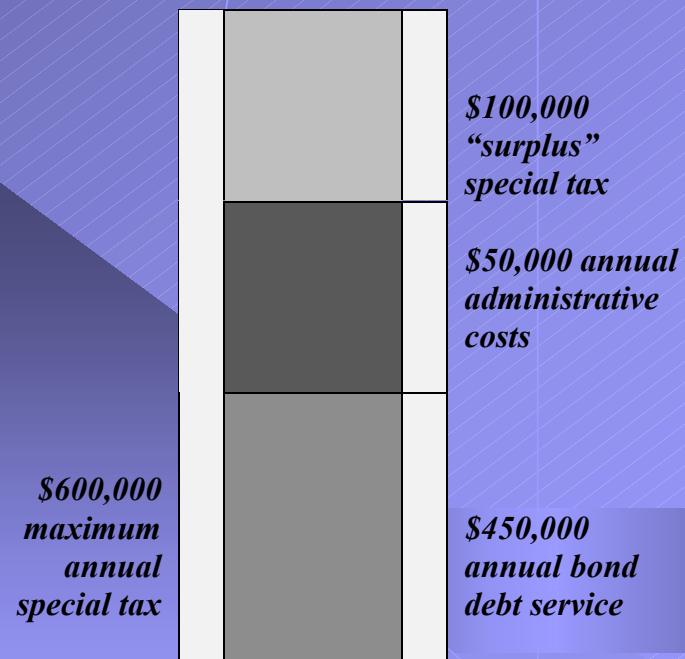 $100,000
“surplus”
special tax
$50,000 annual
administrative
costs
$600,000
maximum
annual
special tax
$450,000
annual bond
debt service